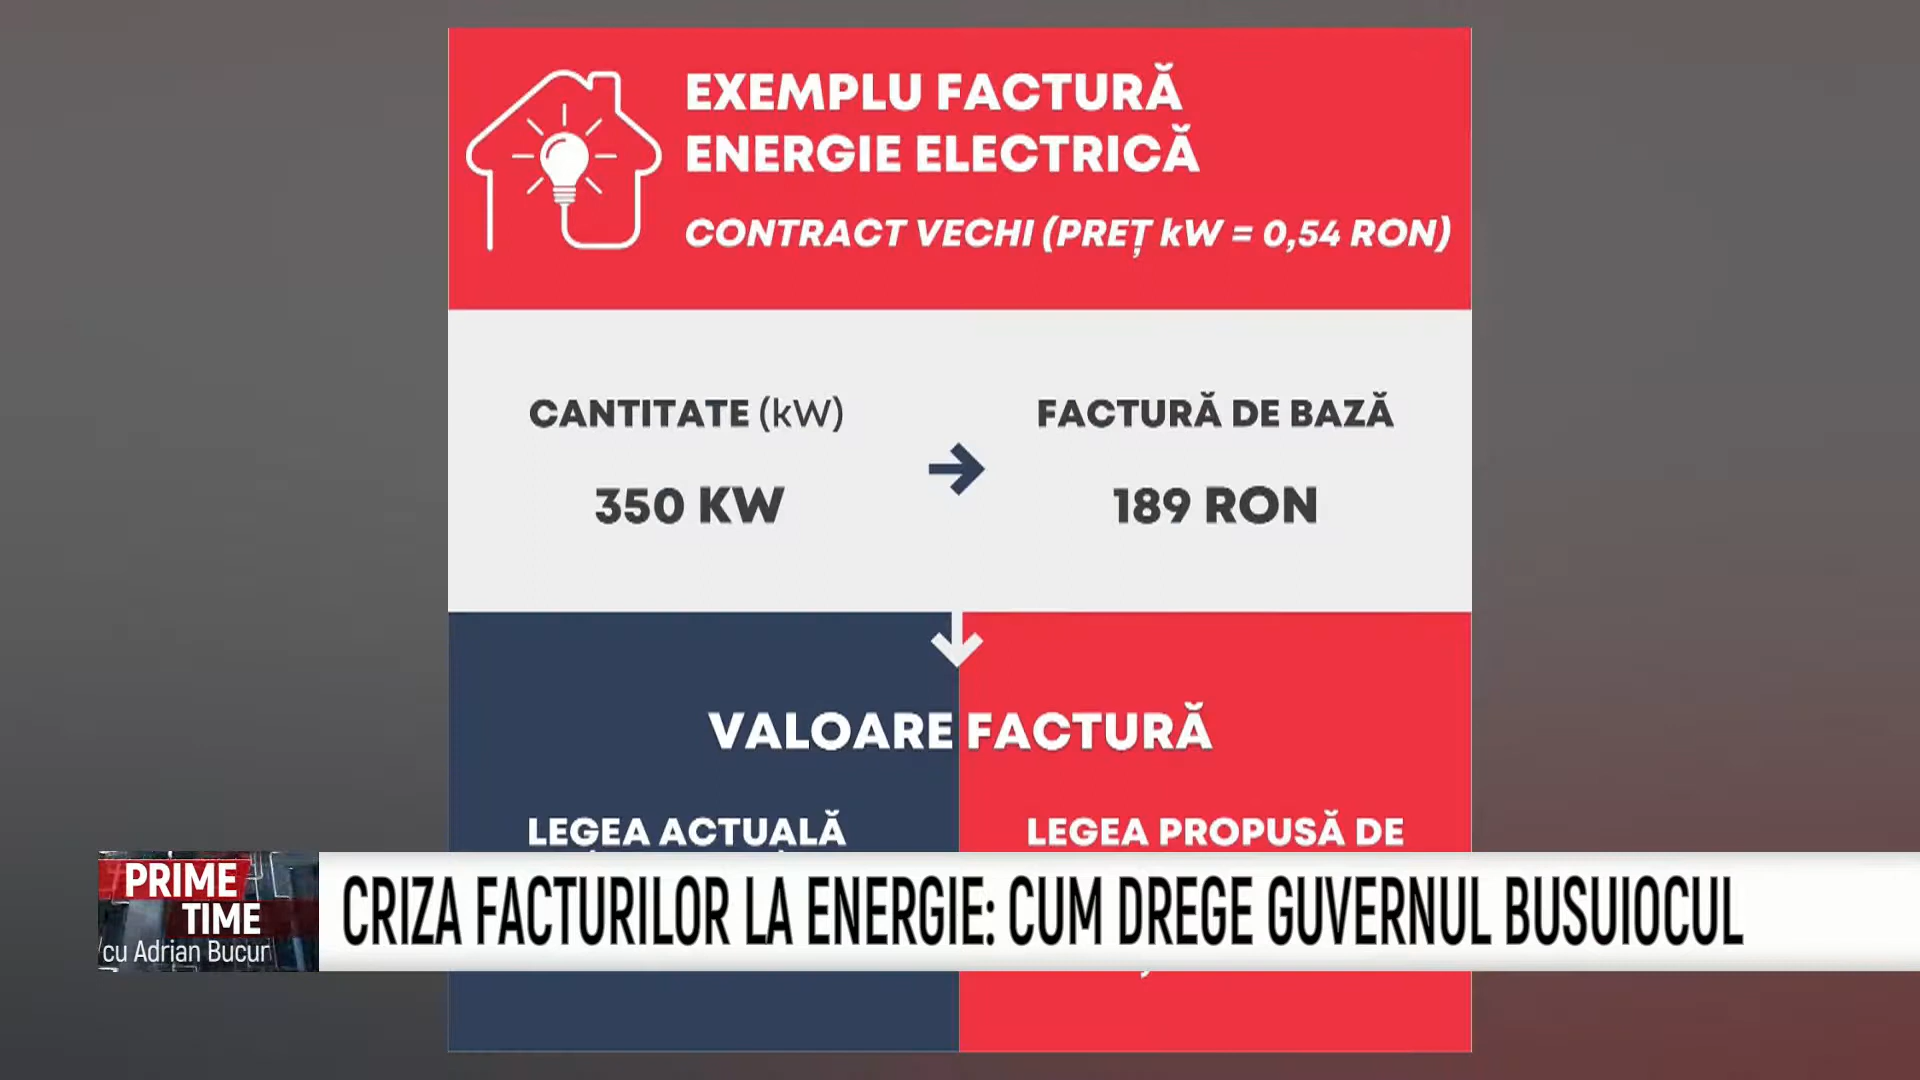 EXEMPLU FACTURĂ
ENERGIE ELECTRICĂ
CONTRACT VECHI (PREȚ kW = 0,54 RON)
CANTITATE (kW)
FACTURĂ DE BAZĂ
350 KW
189 RON
VALOARE FACTURĂ
LEGEA ACTUALĂ
LEGEA PROPUSĂ DE
PRIME
TIME
cu Adrian Bucur
CRIZA FACTURILOR LA ENERGIE: CUM DREGE GUVERNUL BUSUIOCUL